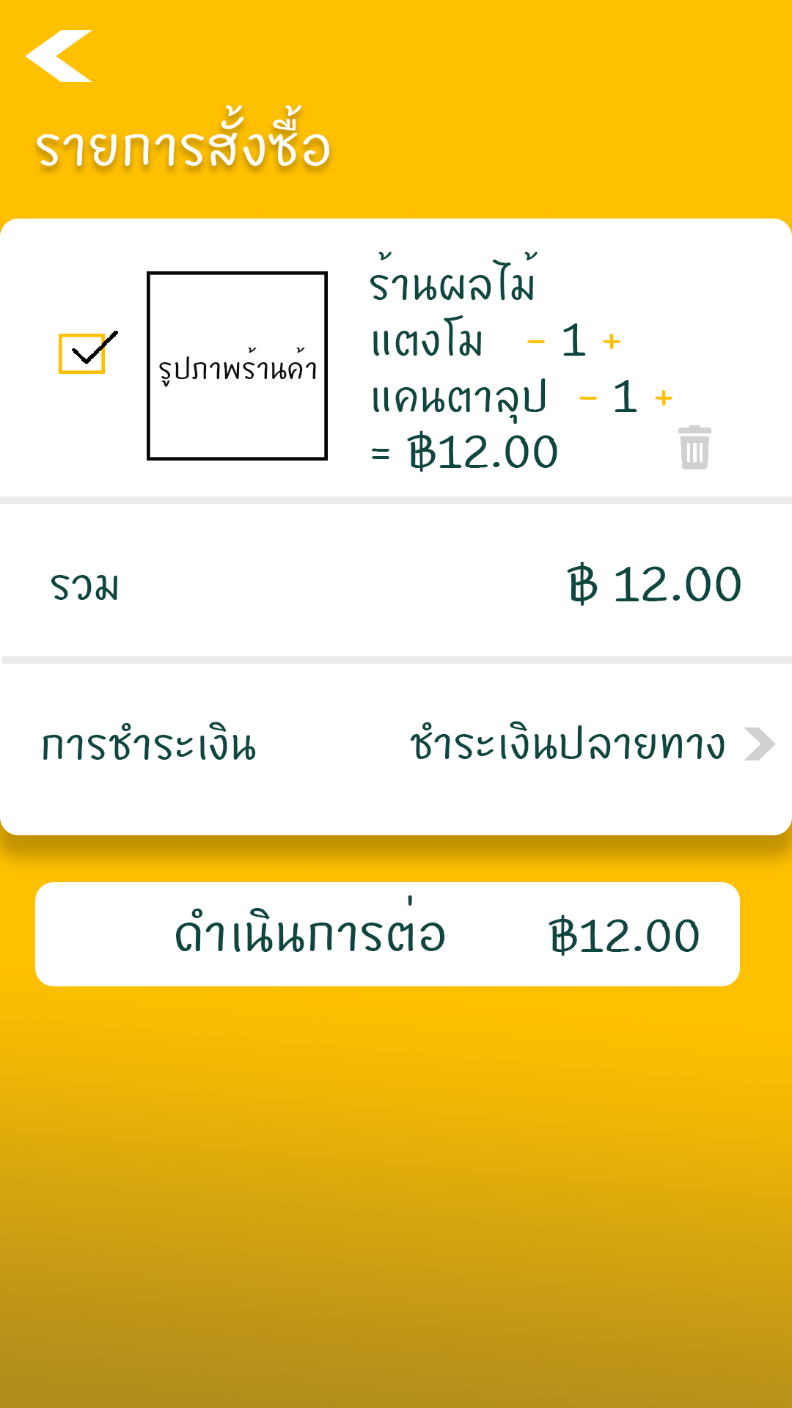 รายการสั้งซื้อ
ร้านผลไม้
แตงโม - 1 +
รูปภาพร้านค้า
แคนตาลุป - 1 +
= ฿12.00
รวม ฿ 12.00
การชำระเงิน ชำระเงินปลายทาง
ดำเนินการต่อ ฿12.00